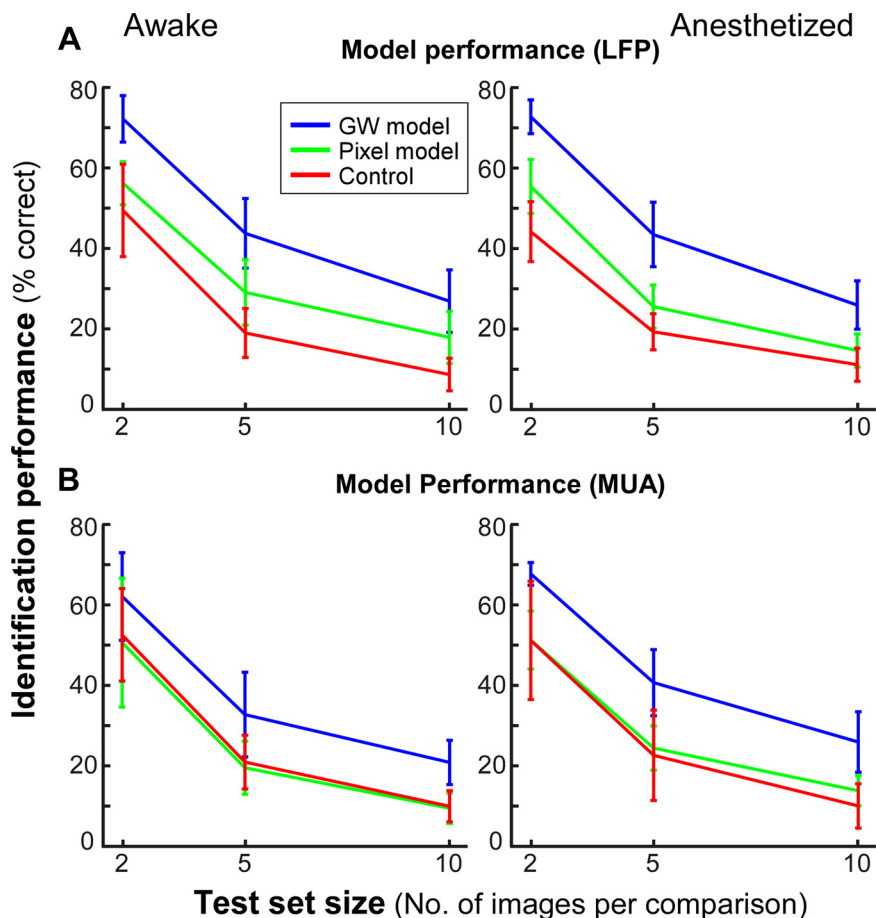 Awake
Anesthetized
A
Model performance (LFP)
80
60
40
20
0
2
5
10
GW model
Pixel model
Control
80
60
40
20
0
2
5
10
Identification performance (% correct)
B
Model Performance (MUA)
80
60
40
20
0
2
5
10
80
60
40
20
0
2
5
10
Test set size (No. of images per comparison)